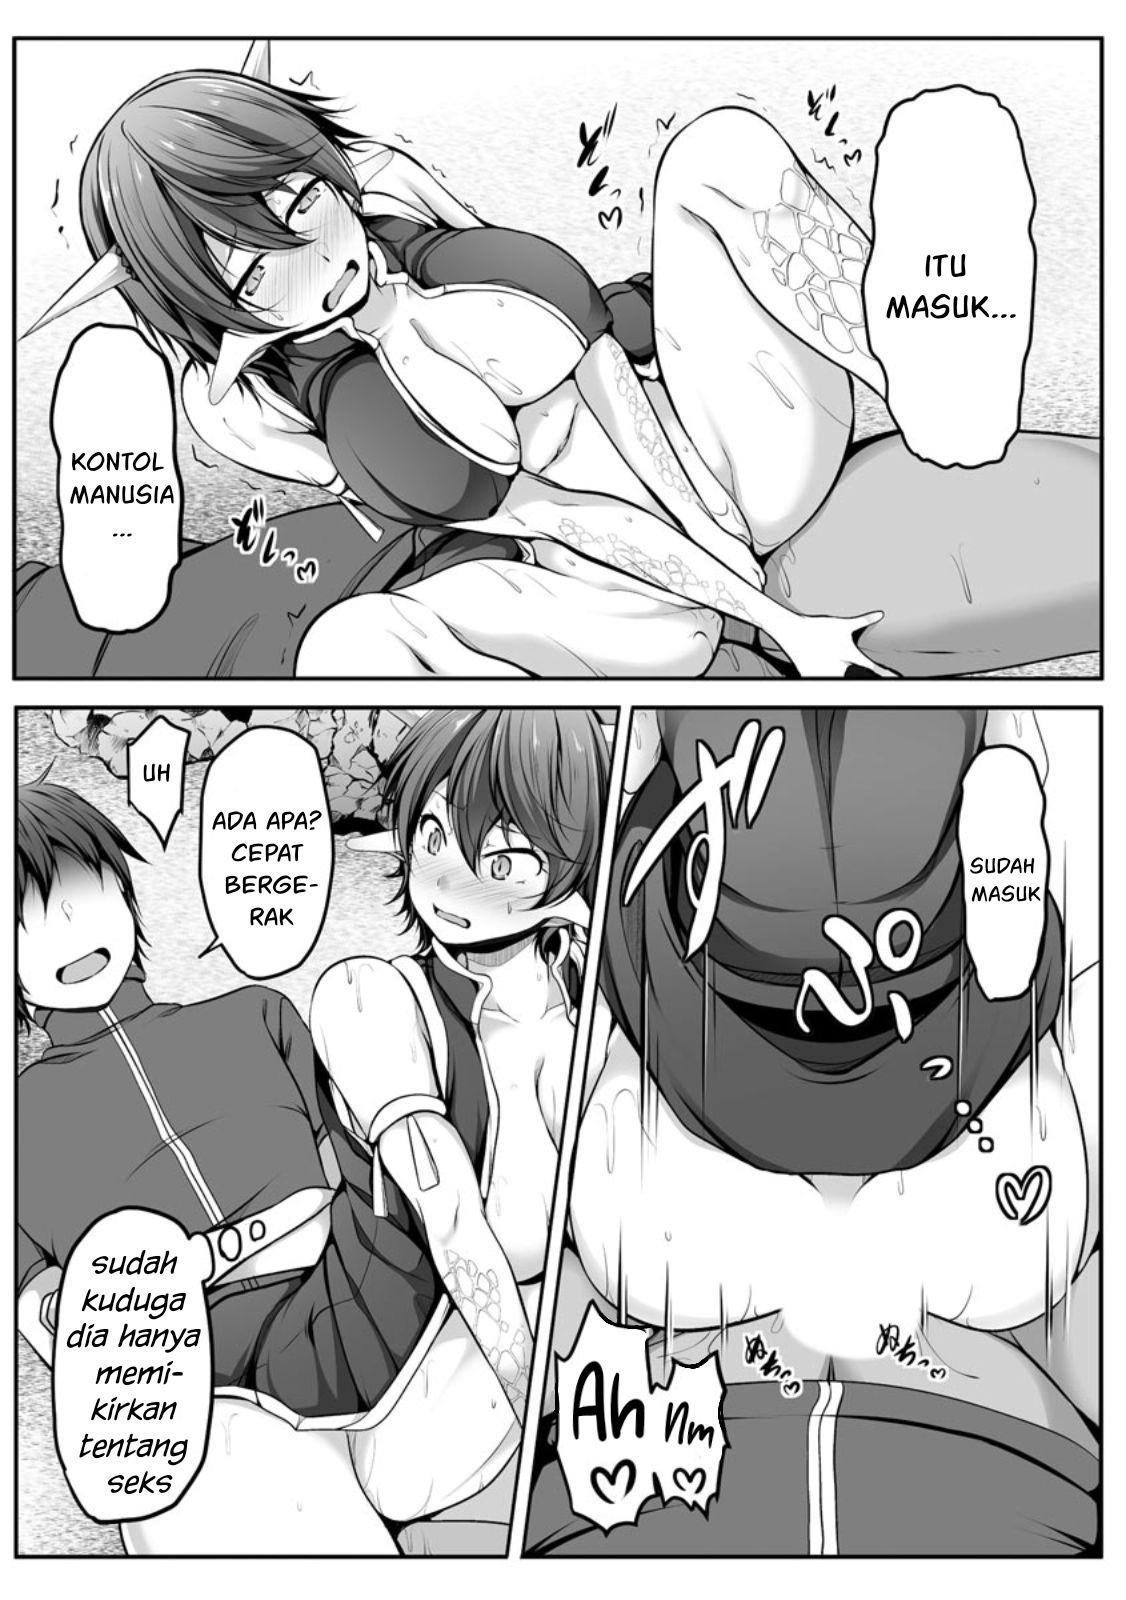 ITU
MASUK...
KONTOL
MANUSIA
...
UH
ADA APA?
CEPAT
BERGE-
RAK
sudah
kuduga
dia hanya
memi-
kirkan
tentang
seks
SUDAH
MASUK
Ah
Nm